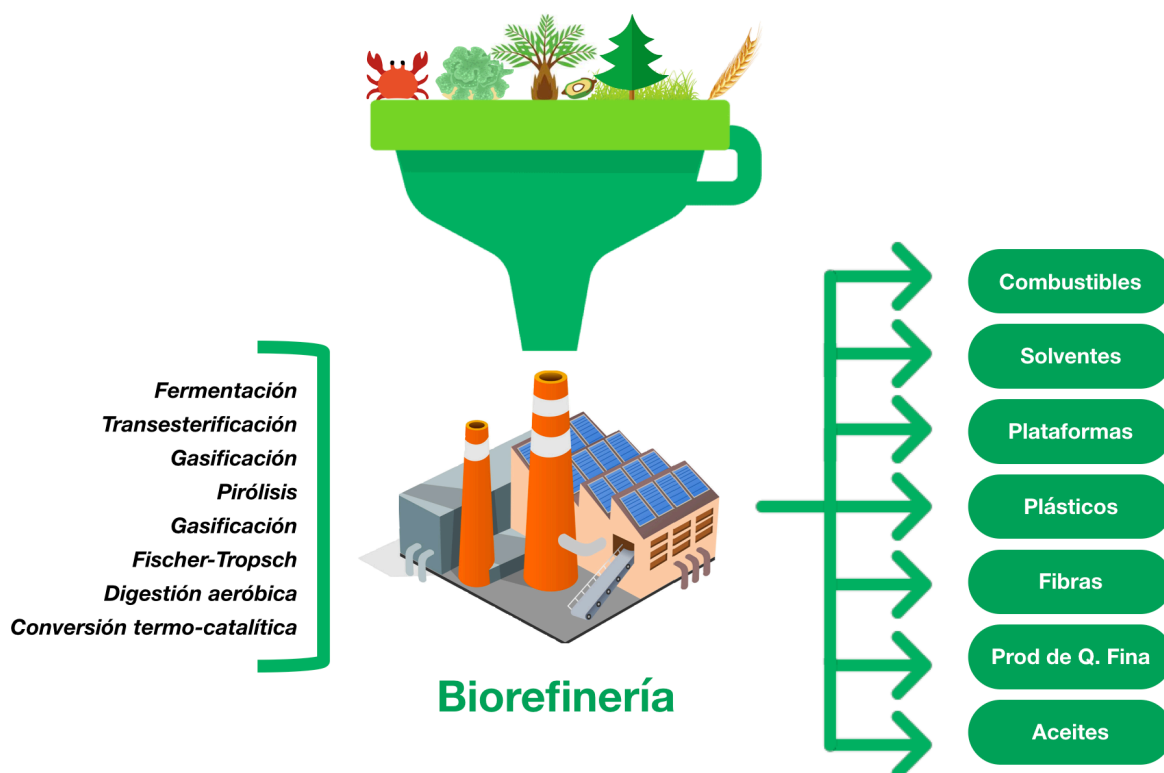 Fermentación
Transesterificación
Gasificación
Pirólisis
Gasificación
Fischer-Tropsch
Digestión aeróbica
Conversión termo-catalítica
Biorefinería
Combustibles
Solventes
Plataformas
Plásticos
Fibras
Prod de Q. Fina
Aceites